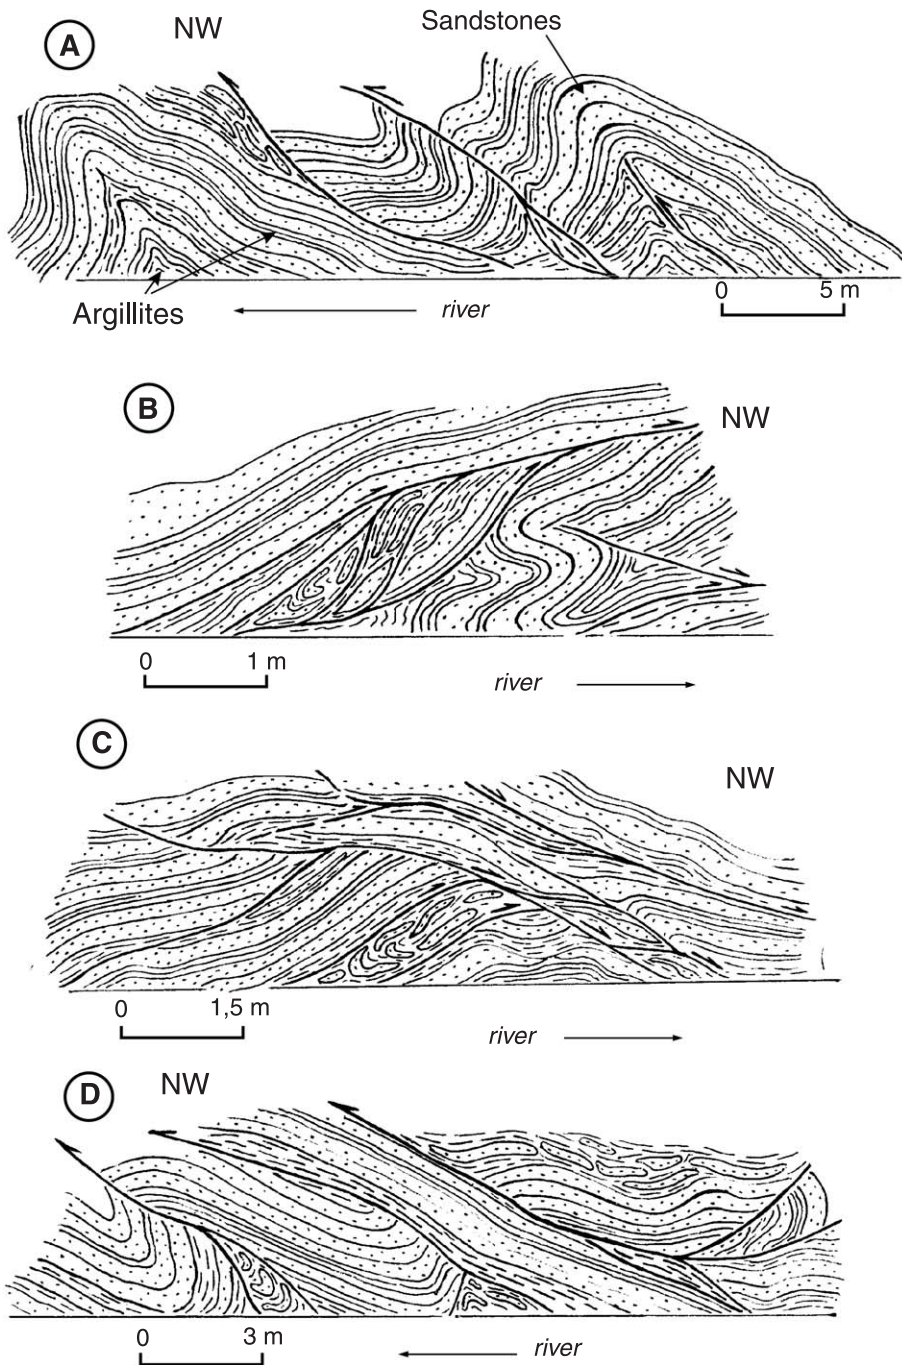 A
NW
Sandstones
Argillites
river
0 5 m
B
NW
0 1 m
river
C
NW
0 1,5 m
river
D
NW
0 3 m
river